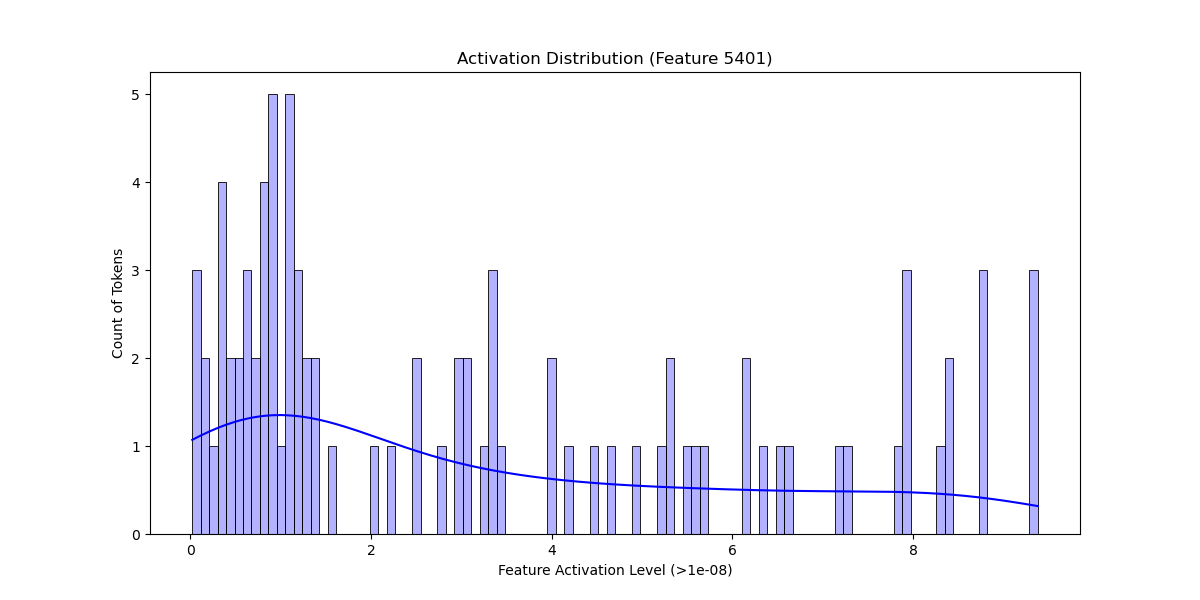 Activation Distribution (Feature 5401)
5
4
3
2
1
0
Count of Tokens
0 2 4 6 8
Feature Activation Level (>1e-08)